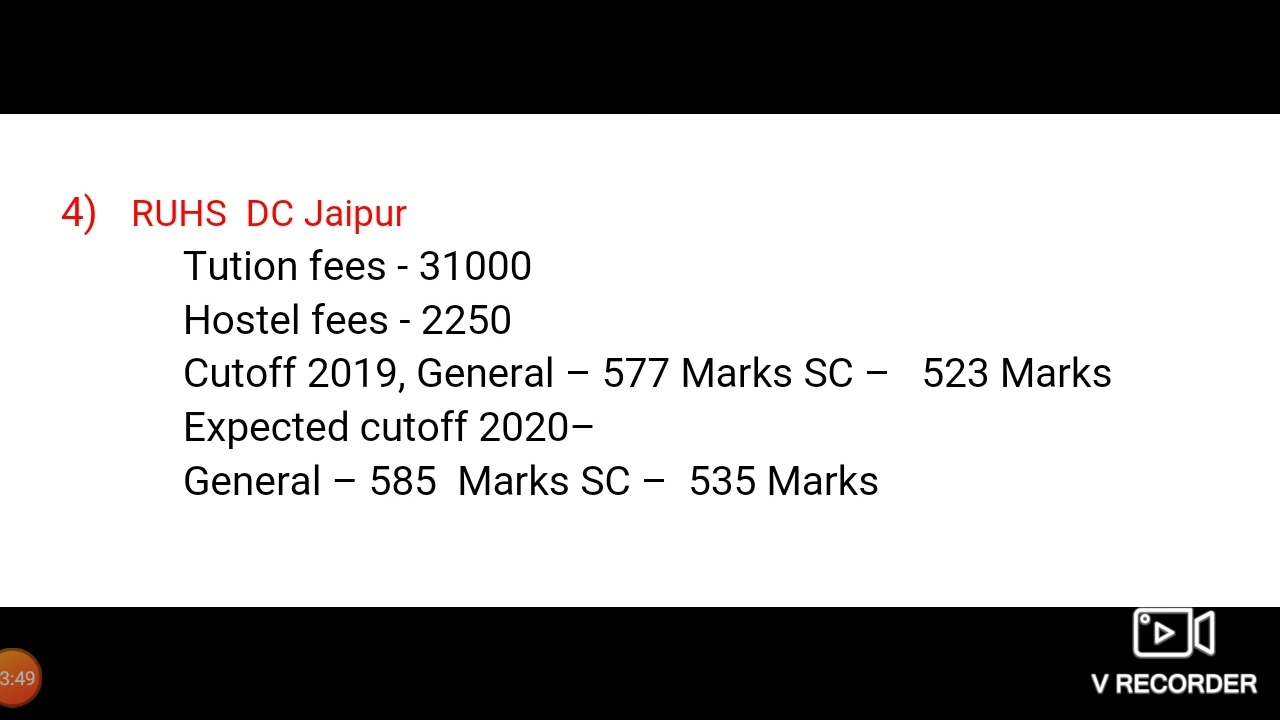 4) RUHS DC Jaipur
Tution fees - 31000
Hostel fees - 2250
Cutoff 2019, General – 577 Marks SC – 523 Marks
Expected cutoff 2020–
General – 585 Marks SC – 535 Marks
3:49
V RECORDER